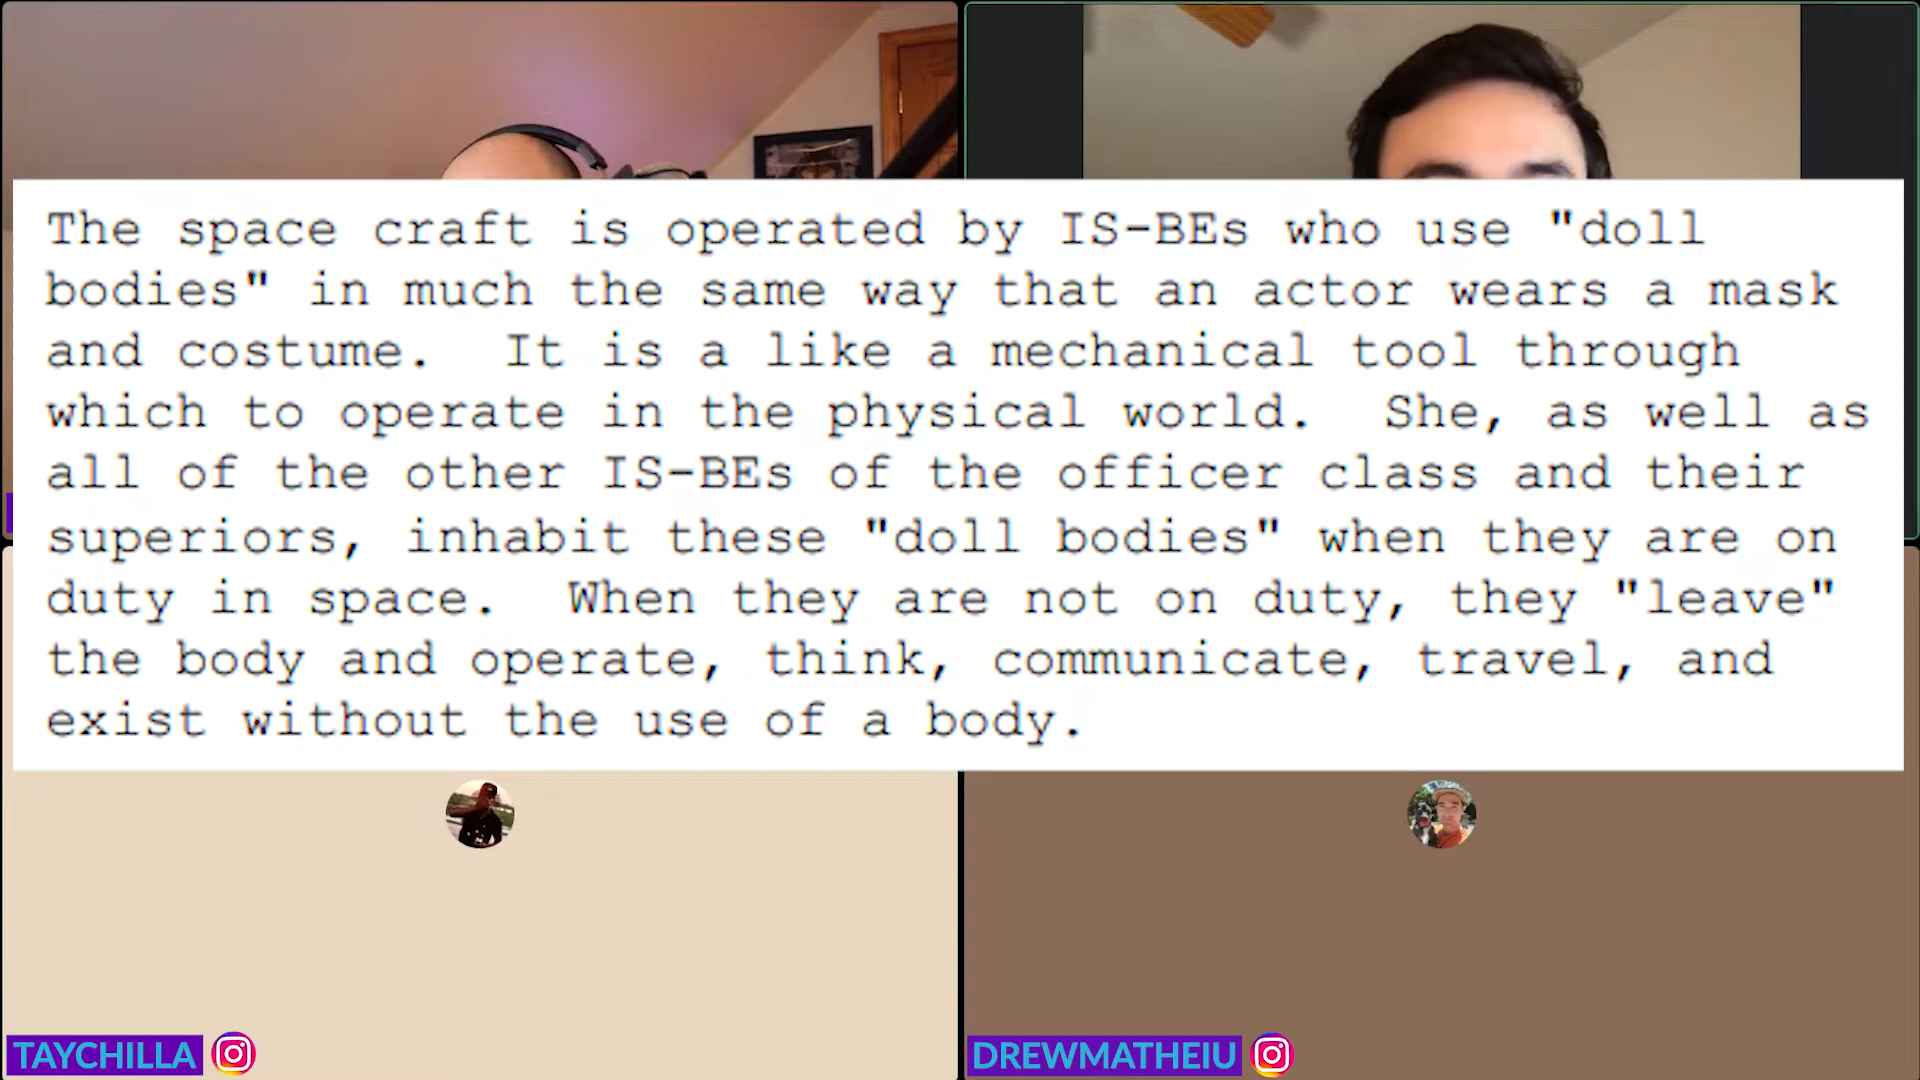 The space craft is operated by IS-BEs who use "doll
bodies" in much the same way that an actor wears a mask
and costume.  It is a like a mechanical tool through
which to operate in the physical world.  She, as well as
all of the other IS-BEs of the officer class and their
superiors, inhabit these "doll bodies" when they are on
duty in space.  When they are not on duty, they "leave"
the body and operate, think, communicate, travel, and
exist without the use of a body.
TAYCHILLA
DREWMATHEIU